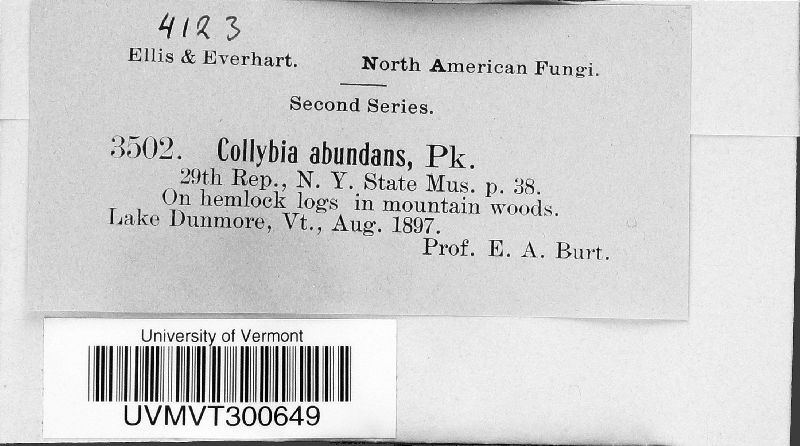 4123
Ellis & Everhart. North American Fungi.
Second Series.
3502. Collybia abundans, Pk.
29th Rep., N. Y. State Mus. p. 38.
On hemlock logs in mountain woods.
Lake Dunmore, Vt., Aug. 1897.
Prof. E. A. Burt.
University of Vermont
UVMVT300649